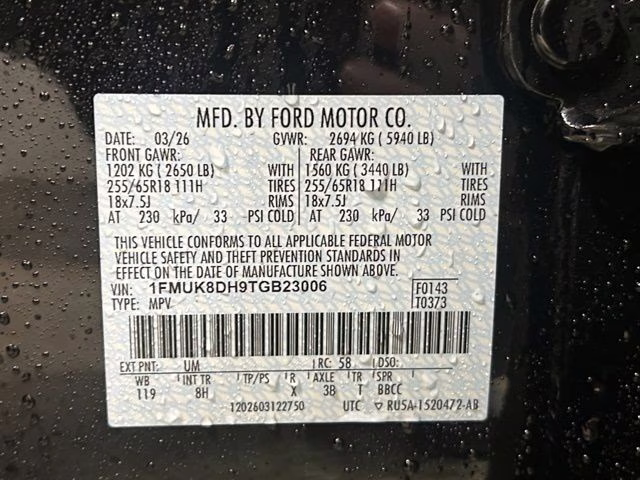 MFD. BY FORD MOTOR CO.
DATE: 03/26 GVWR: 2694 KG ( 5940 LB)
FRONT GAWR: REAR GAWR:
1202 KG ( 2650 LB) WITH 1560 KG ( 3440 LB) WITH
255/65R18 111H TIRES 255/65R18 111H TIRES
18x7.5J RIMS 18x7.5J RIMS
AT 230 kPa/ 33 PSI COLD AT 230 kPa/ 33 PSI COLD
THIS VEHICLE CONFORMS TO ALL APPLICABLE FEDERAL MOTOR
VEHICLE SAFETY AND THEFT PREVENTION STANDARDS IN
EFFECT ON THE DATE OF MANUFACTURE SHOWN ABOVE.
VIN: 1FMUK8DH9TGB23006 F0143
TYPE: MPV T0373
EXT PNT: UM RC: 58 DSO:
WB INT TR TP/PS R AXLE TR SPR
119 8H X 3B T BBCC
1202603122750 UTC ▽ RU5A-1520472-AB